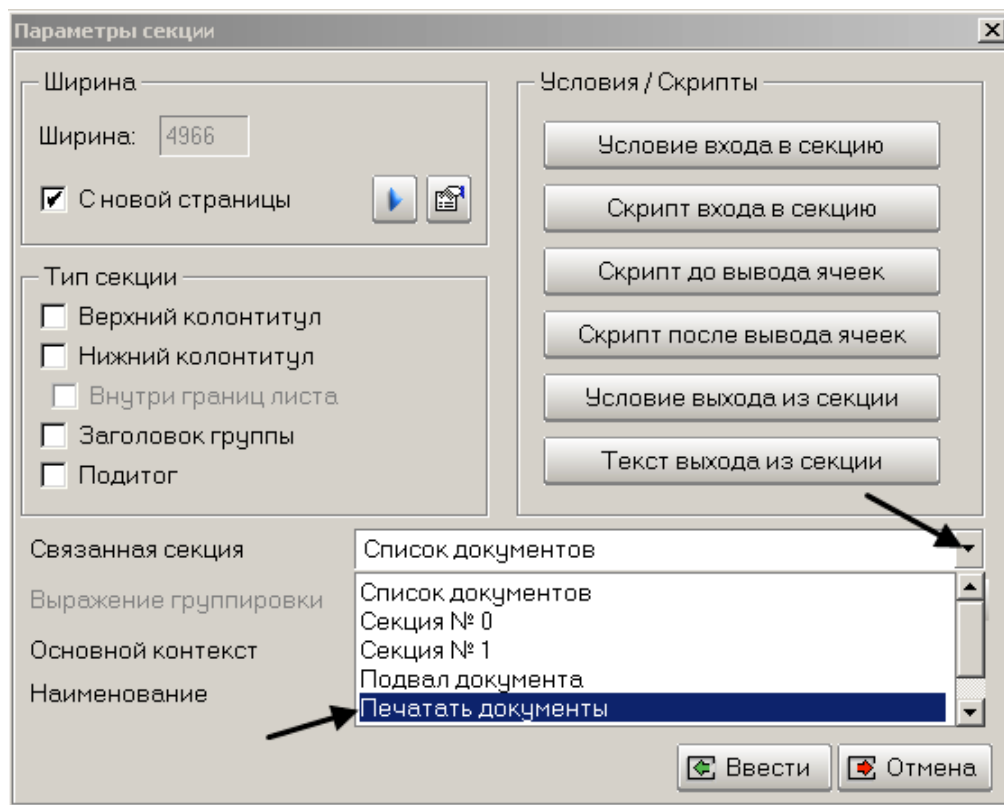 Параметры секции
Ширина
Ширина: 4966
С новой страницы
Тип секции
Верхний колонтитул
Нижний колонтитул
Внутри границ листа
Заголовок группы
Подитог
Условия / Скрипты
Условие входа в секцию
Скрипт входа в секцию
Скрипт до вывода ячеек
Скрипт после вывода ячеек
Условие выхода из секции
Текст выхода из секции
Связанная секция
Список документов
Выражение группировки
Основной контекст
Наименование
Список документов
Секция № 0
Секция № 1
Подвал документа
Печатать документы
Ввести
Отмена